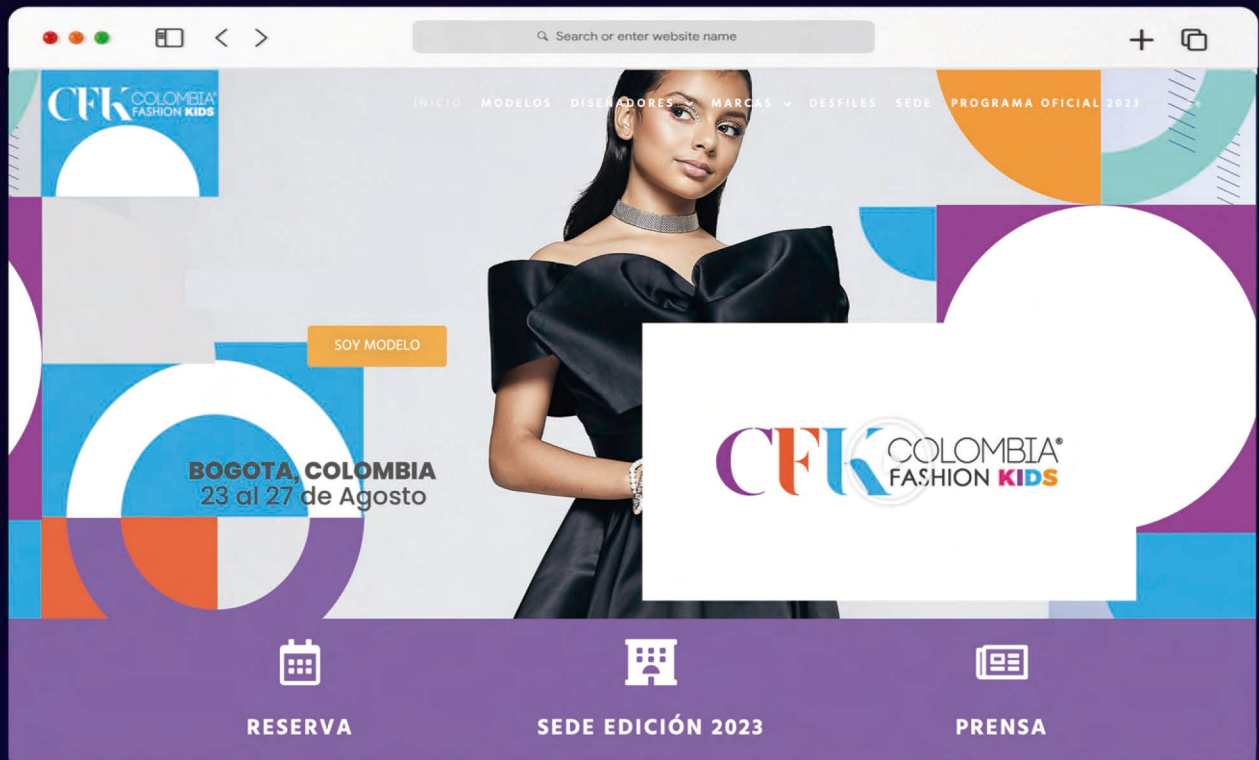 Search or enter website name
CFK COLOMBIA®
FASHION KIDS
INICIO MODELOS DISEÑADORES MARCAS DESFILES SEDE PROGRAMA OFICIAL 2023
SOY MODELO
BOGOTA, COLOMBIA
23 al 27 de Agosto
CFK COLOMBIA®
FASHION KIDS
RESERVA SEDE EDICIÓN 2023 PRENSA